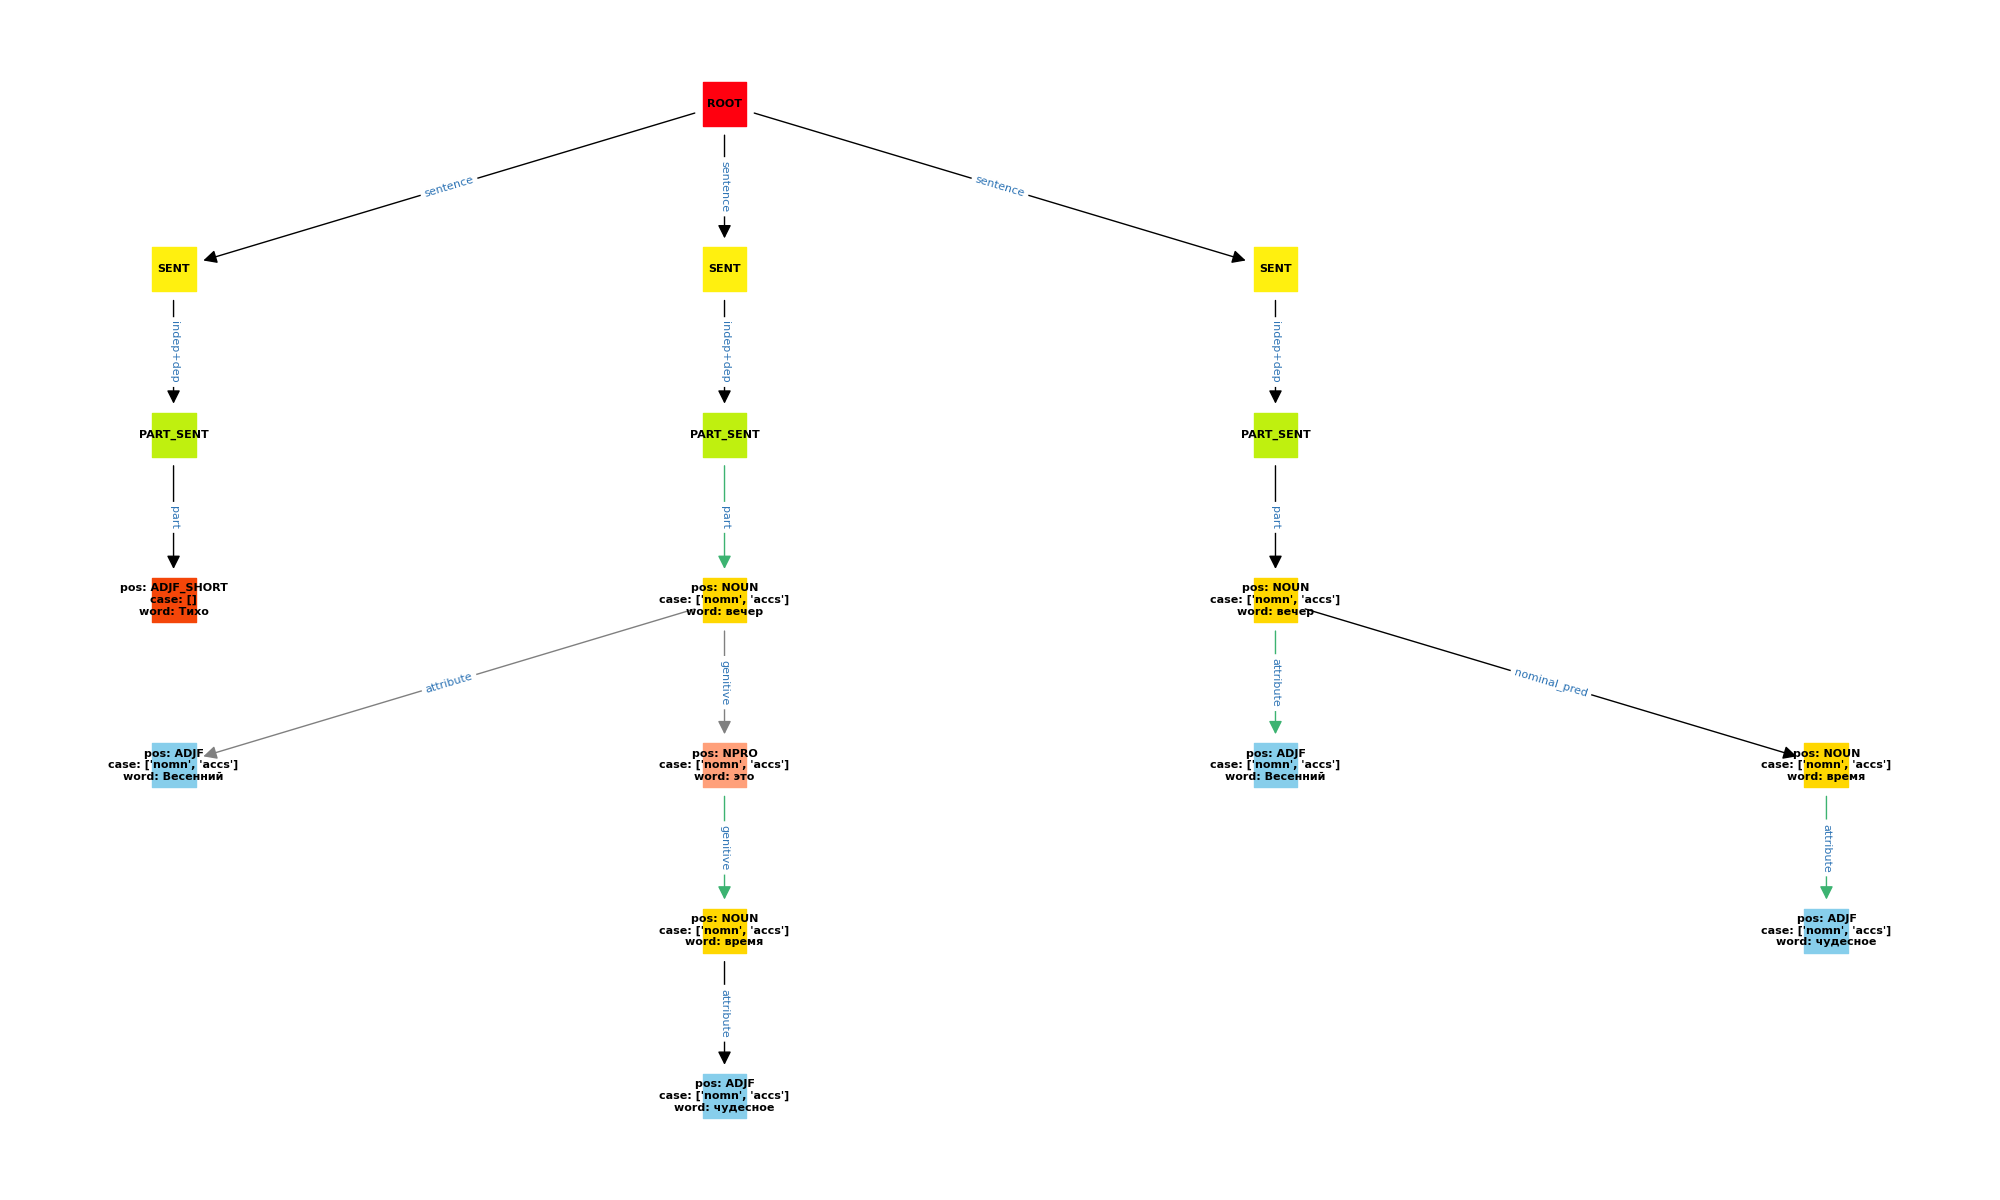 ROOT
sentence
sentence
sentence
SENT
SENT
SENT
indep+dep
indep+dep
indep+dep
PART_SENT
PART_SENT
PART_SENT
part
part
part
pos: ADJF_SHORT
case: []
word: Тихо
pos: NOUN
case: ['nomn', 'accs']
word: вечер
pos: NOUN
case: ['nomn', 'accs']
word: вечер
attribute
genitive
attribute
nominal_pred
pos: ADJF
case: ['nomn', 'accs']
word: Весенний
pos: NPRO
case: ['nomn', 'accs']
word: это
pos: ADJF
case: ['nomn', 'accs']
word: Весенний
pos: NOUN
case: ['nomn', 'accs']
word: время
genitive
attribute
pos: NOUN
case: ['nomn', 'accs']
word: время
pos: ADJF
case: ['nomn', 'accs']
word: чудесное
attribute
pos: ADJF
case: ['nomn', 'accs']
word: чудесное